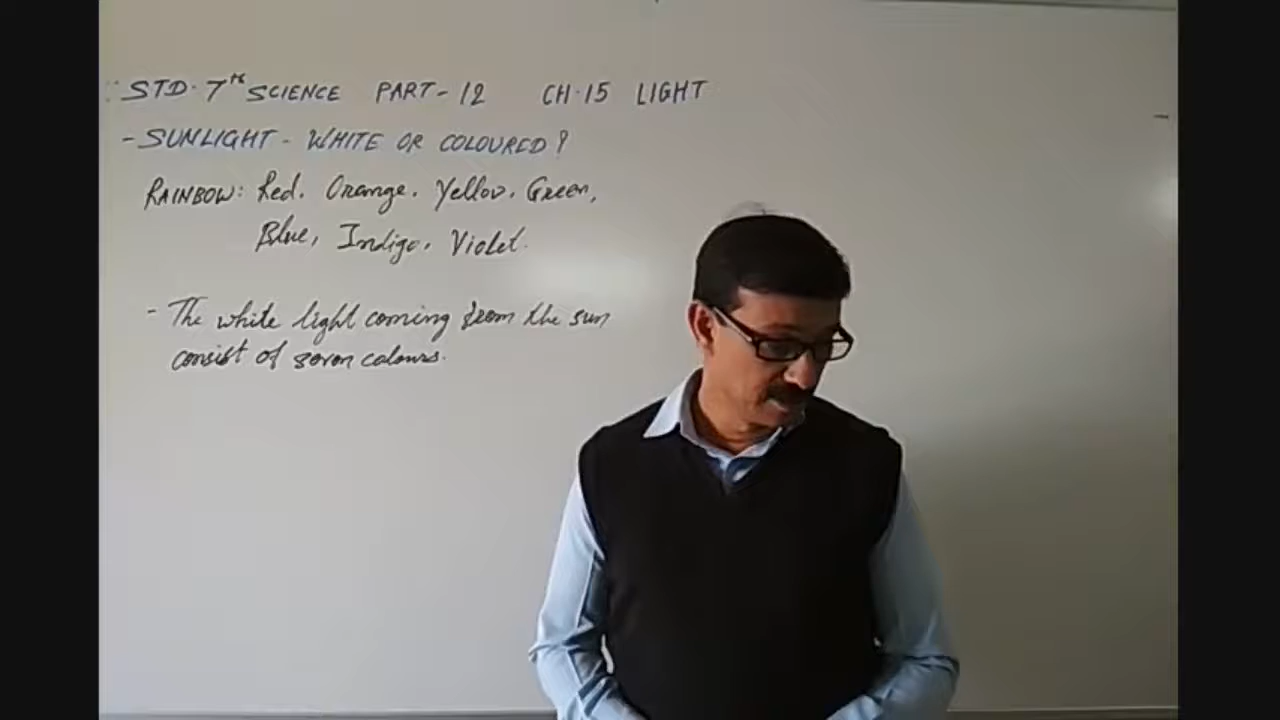 STD. 7th SCIENCE PART-12 CH.15 LIGHT
- SUNLIGHT - WHITE OR COLOURED?
RAINBOW: Red, Orange, Yellow, Green,
Blue, Indigo, Violet.
- The white light coming from the sun
consist of seven colours.